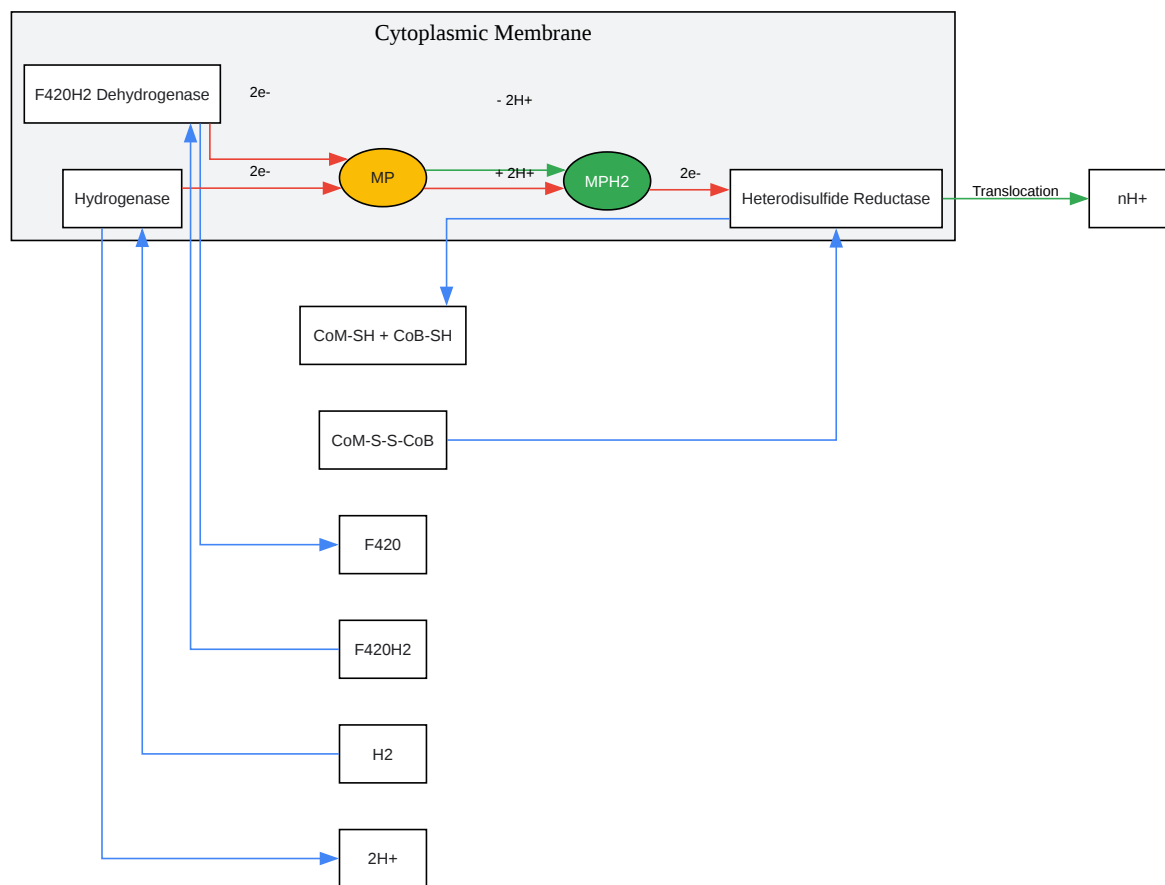 Cytoplasmic Membrane
F420H2 Dehydrogenase
2e-
- 2H+
Hydrogenase
2e-
MP
+ 2H+
MPH2
2e-
Heterodisulfide Reductase
Translocation
nH+
CoM-SH + CoB-SH
CoM-S-S-CoB
F420
F420H2
H2
2H+